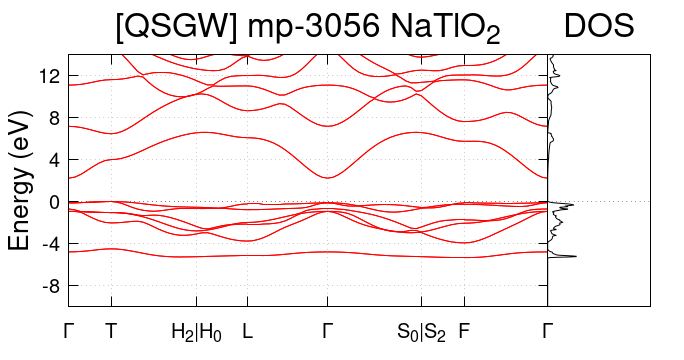 [QSGW] mp-3056 NaTlO₂ DOS
12
8
4
0
-4
-8
Energy (eV)
Γ T H₂|H₀ L Γ S₀|S₂ F Γ